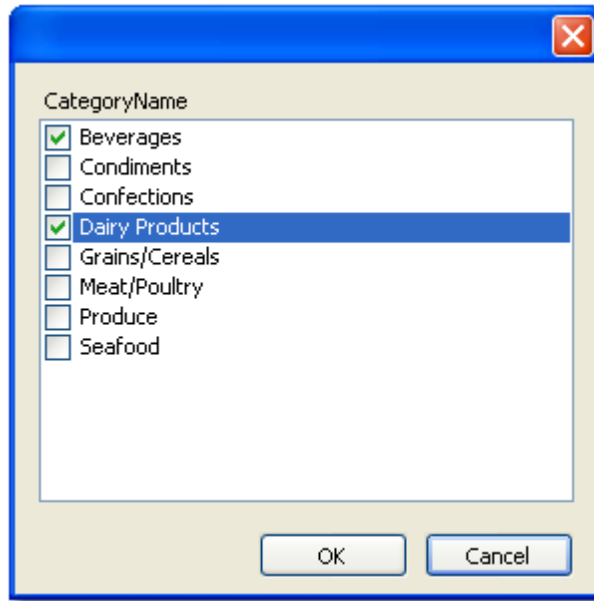 CategoryName
Beverages
Condiments
Confections
Dairy Products
Grains/Cereals
Meat/Poultry
Produce
Seafood
OK
Cancel